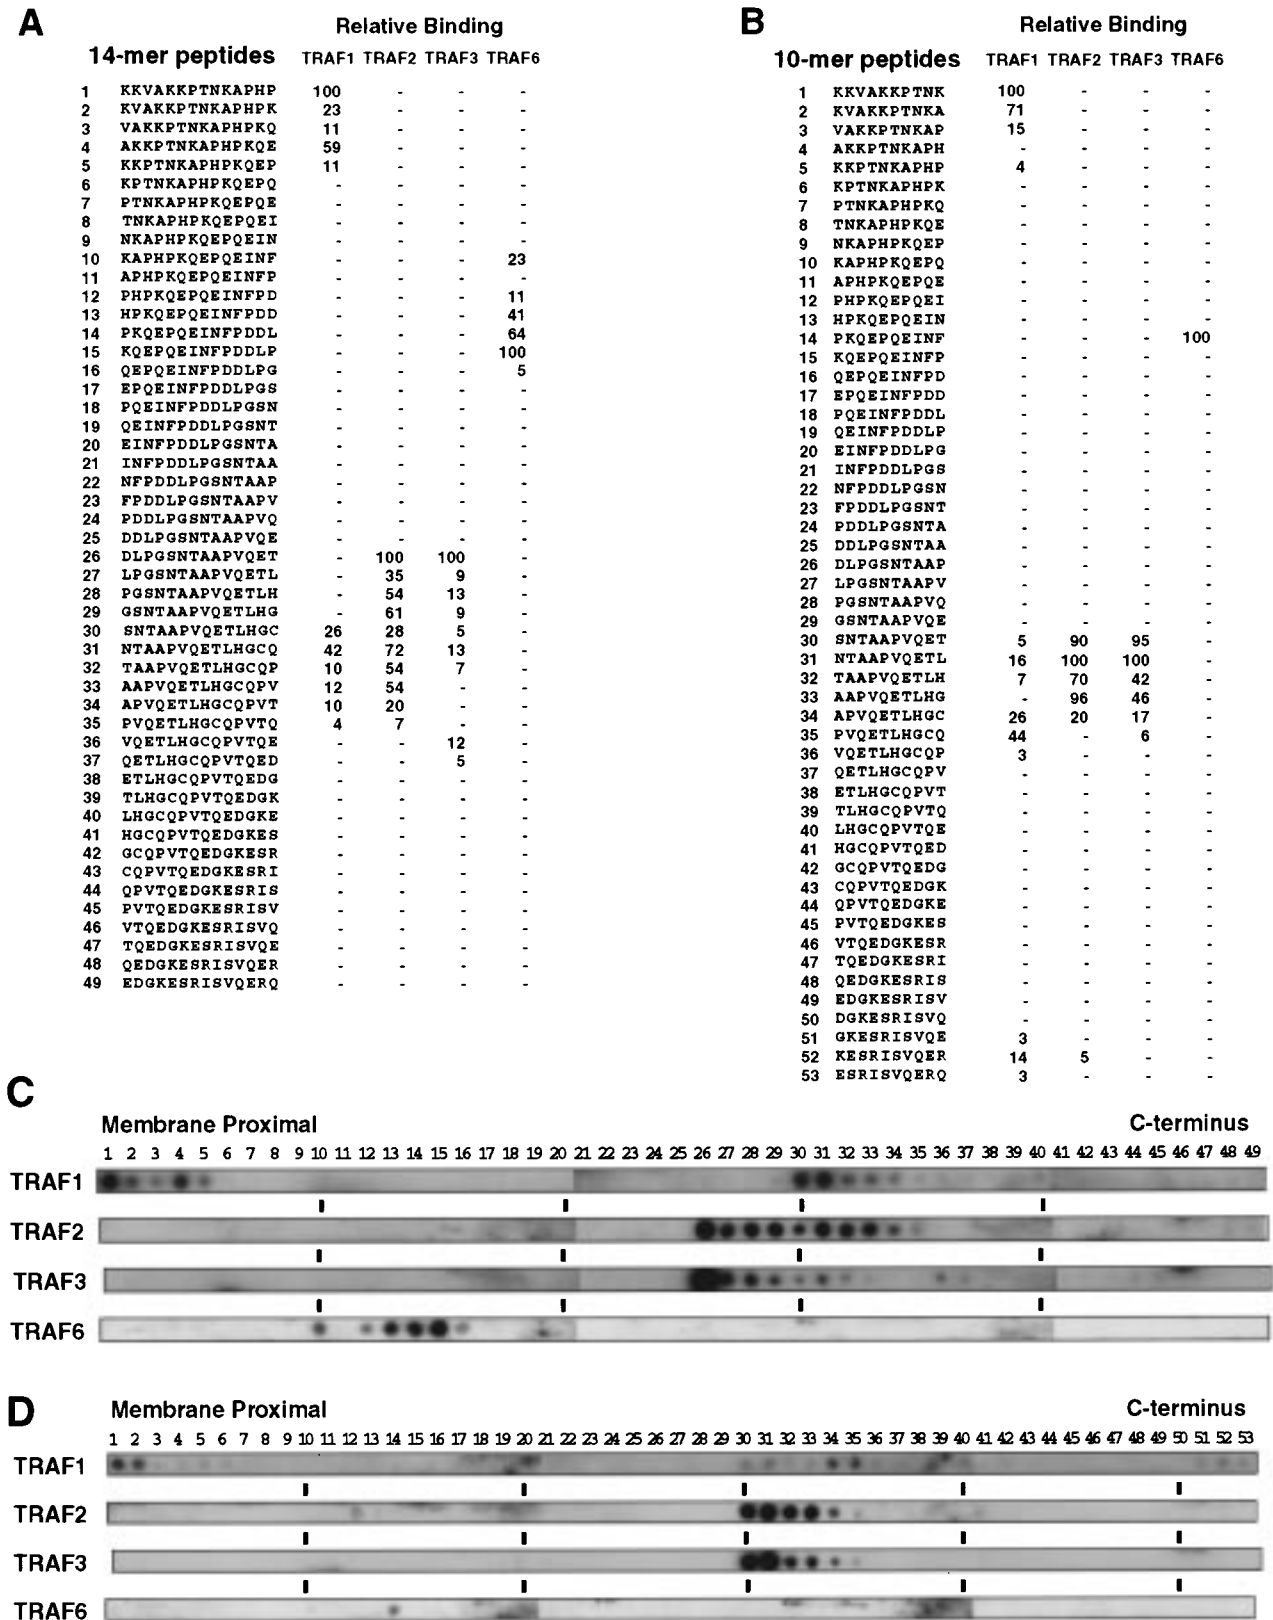 A
Relative Binding
14-mer peptides TRAF1 TRAF2 TRAF3 TRAF6
1 KKVAKKPTNKAPHP 100 - - -
2 KVAKKPTNKAPHPK 23 - - -
3 VAKKPTNKAPHPKQ 11 - - -
4 AKKPTNKAPHPKQE 59 - - -
5 KKPTNKAPHPKQEP 11 - - -
6 KPTNKAPHPKQEPQ - - - -
7 PTNKAPHPKQEPQE - - - -
8 TNKAPHPKQEPQEI - - - -
9 NKAPHPKQEPQEIN - - - -
10 KAPHPKQEPQEINF - - - 23
11 APHPKQEPQEINFP - - - -
12 PHPKQEPQEINFPD - - - 11
13 HPKQEPQEINFPDD - - - 41
14 PKQEPQEINFPDDL - - - 64
15 KQEPQEINFPDDLP - - - 100
16 QEPQEINFPDDLPG - - - 5
17 EPQEINFPDDLPGS - - - -
18 PQEINFPDDLPGSN - - - -
19 QEINFPDDLPGSNT - - - -
20 EINFPDDLPGSNTA - - - -
21 INFPDDLPGSNTAA - - - -
22 NFPDDLPGSNTAAP - - - -
23 FPDDLPGSNTAAPV - - - -
24 PDDLPGSNTAAPVQ - - - -
25 DDLPGSNTAAPVQE - - - -
26 DLPGSNTAAPVQET - 100 100 -
27 LPGSNTAAPVQETL - 35 9 -
28 PGSNTAAPVQETLH - 54 13 -
29 GSNTAAPVQETLHG - 61 9 -
30 SNTAAPVQETLHGC 26 28 5 -
31 NTAAPVQETLHGCQ 42 72 13 -
32 TAAPVQETLHGCQP 10 54 7 -
33 AAPVQETLHGCQPV 12 54 - -
34 APVQETLHGCQPVT 10 20 - -
35 PVQETLHGCQPVTQ 4 7 - -
36 VQETLHGCQPVTQE - - 12 -
37 QETLHGCQPVTQED - - 5 -
38 ETLHGCQPVTQEDG - - - -
39 TLHGCQPVTQEDGK - - - -
40 LHGCQPVTQEDGKE - - - -
41 HGCQPVTQEDGKES - - - -
42 GCQPVTQEDGKESR - - - -
43 CQPVTQEDGKESRI - - - -
44 QPVTQEDGKESRIS - - - -
45 PVTQEDGKESRISV - - - -
46 VTQEDGKESRISVQ - - - -
47 TQEDGKESRISVQE - - - -
48 QEDGKESRISVQER - - - -
49 EDGKESRISVQERQ - - - -
B
Relative Binding
10-mer peptides TRAF1 TRAF2 TRAF3 TRAF6
1 KKVAKKPTNK 100 - - -
2 KVAKKPTNKA 71 - - -
3 VAKKPTNKAP 15 - - -
4 AKKPTNKAPH - - - -
5 KKPTNKAPHP 4 - - -
6 KPTNKAPHPK - - - -
7 PTNKAPHPKQ - - - -
8 TNKAPHPKQE - - - -
9 NKAPHPKQEP - - - -
10 KAPHPKQEPQ - - - -
11 APHPKQEPQE - - - -
12 PHPKQEPQEI - - - -
13 HPKQEPQEIN - - - -
14 PKQEPQEINF - - - 100
15 KQEPQEINFP - - - -
16 QEPQEINFPD - - - -
17 EPQEINFPDD - - - -
18 PQEINFPDDL - - - -
19 QEINFPDDLP - - - -
20 EINFPDDLPG - - - -
21 INFPDDLPGS - - - -
22 NFPDDLPGSN - - - -
23 FPDDLPGSNT - - - -
24 PDDLPGSNTA - - - -
25 DDLPGSNTAA - - - -
26 DLPGSNTAAP - - - -
27 LPGSNTAAPV - - - -
28 PGSNTAAPVQ - - - -
29 GSNTAAPVQE - - - -
30 SNTAAPVQET 5 90 95 -
31 NTAAPVQETL 16 100 100 -
32 TAAPVQETLH 7 70 42 -
33 AAPVQETLHG - 96 46 -
34 APVQETLHGC 26 20 17 -
35 PVQETLHGCQ 44 - 6 -
36 VQETLHGCQP 3 - - -
37 QETLHGCQPV - - - -
38 ETLHGCQPVT - - - -
39 TLHGCQPVTQ - - - -
40 LHGCQPVTQE - - - -
41 HGCQPVTQED - - - -
42 GCQPVTQEDG - - - -
43 CQPVTQEDGK - - - -
44 QPVTQEDGKE - - - -
45 PVTQEDGKES - - - -
46 VTQEDGKESR - - - -
47 TQEDGKESRI - - - -
48 QEDGKESRIS - - - -
49 EDGKESRISV - - - -
50 DGKESRISVQ - - - -
51 GKESRISVQE 3 - - -
52 KESRISVQER 14 5 - -
53 ESRISVQERQ 3 - - -
C
Membrane Proximal C-terminus
1 2 3 4 5 6 7 8 9 10 11 12 13 14 15 16 17 18 19 20 21 22 23 24 25 26 27 28 29 30 31 32 33 34 35 36 37 38 39 40 41 42 43 44 45 46 47 48 49
TRAF1
TRAF2
TRAF3
TRAF6
D
Membrane Proximal C-terminus
1 2 3 4 5 6 7 8 9 10 11 12 13 14 15 16 17 18 19 20 21 22 23 24 25 26 27 28 29 30 31 32 33 34 35 36 37 38 39 40 41 42 43 44 45 46 47 48 49 50 51 52 53
TRAF1
TRAF2
TRAF3
TRAF6